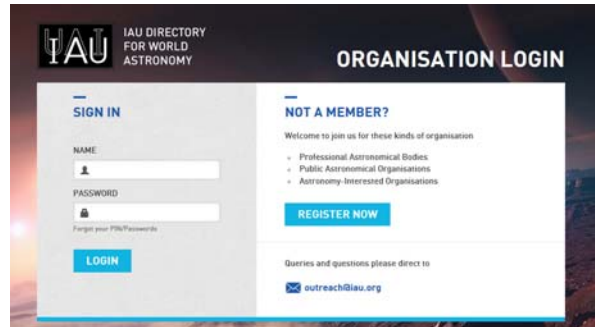 IAU
IAU DIRECTORY
FOR WORLD
ASTRONOMY
ORGANISATION LOGIN
SIGN IN
NAME
PASSWORD
Forgot your PIN/Passwords
LOGIN
NOT A MEMBER?
Welcome to join us for these kinds of organisation
Professional Astronomical Bodies
Public Astronomical Organisations
Astronomy-Interested Organisations
REGISTER NOW
Queries and questions please direct to
outreach@iau.org